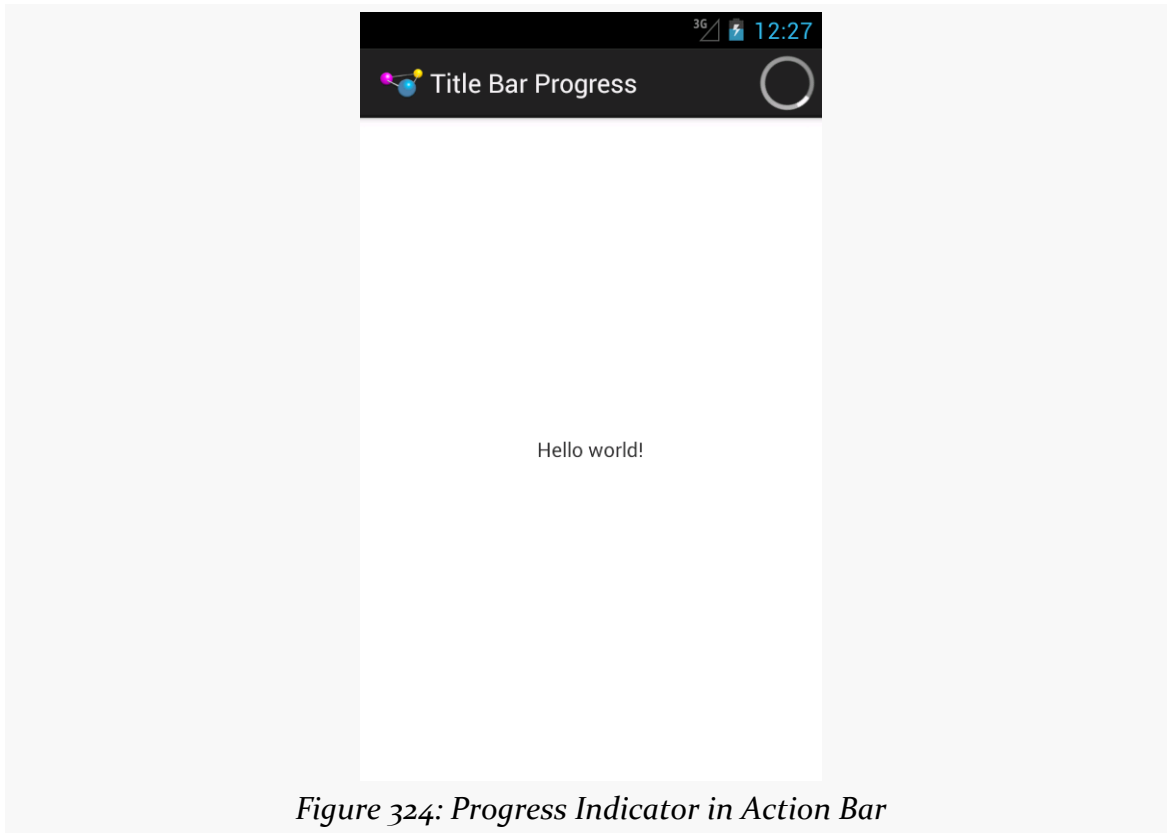 3G 12:27
Title Bar Progress
Hello world!
Figure 324: Progress Indicator in Action Bar